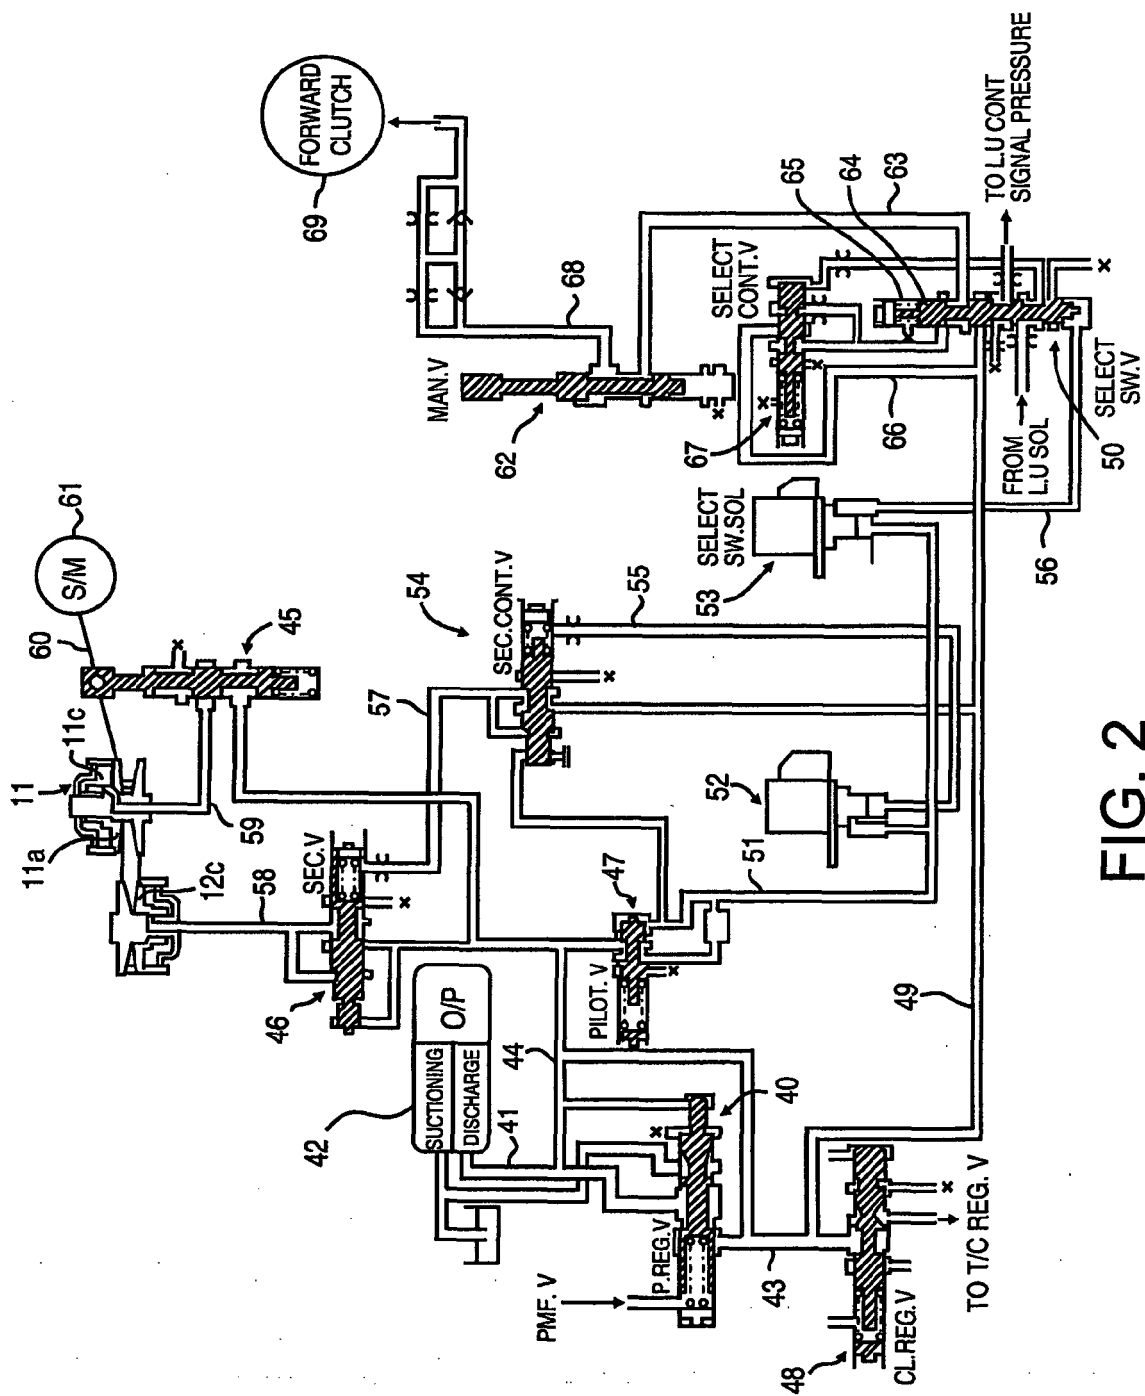 11
61
11a
11c
60
S/M
12c
59
45
58
SEC.V
FORWARD
CLUTCH
69
46
42
SUCTIONING
DISCHARGE
O/P
57
54
MAN.V
41
44
SEC.CONT.V
62
68
55
PMF. V
PILOT. V
47
P.REG.V
40
53
SELECT
SW.SOL
67
SELECT
CONT.V
43
51
52
65
64
63
48
CL.REG.V
49
66
56
TO T/C REG. V
FROM
L.U SOL
50
TO L.U CONT
SIGNAL PRESSURE
SELECT
SW.V
FIG. 2